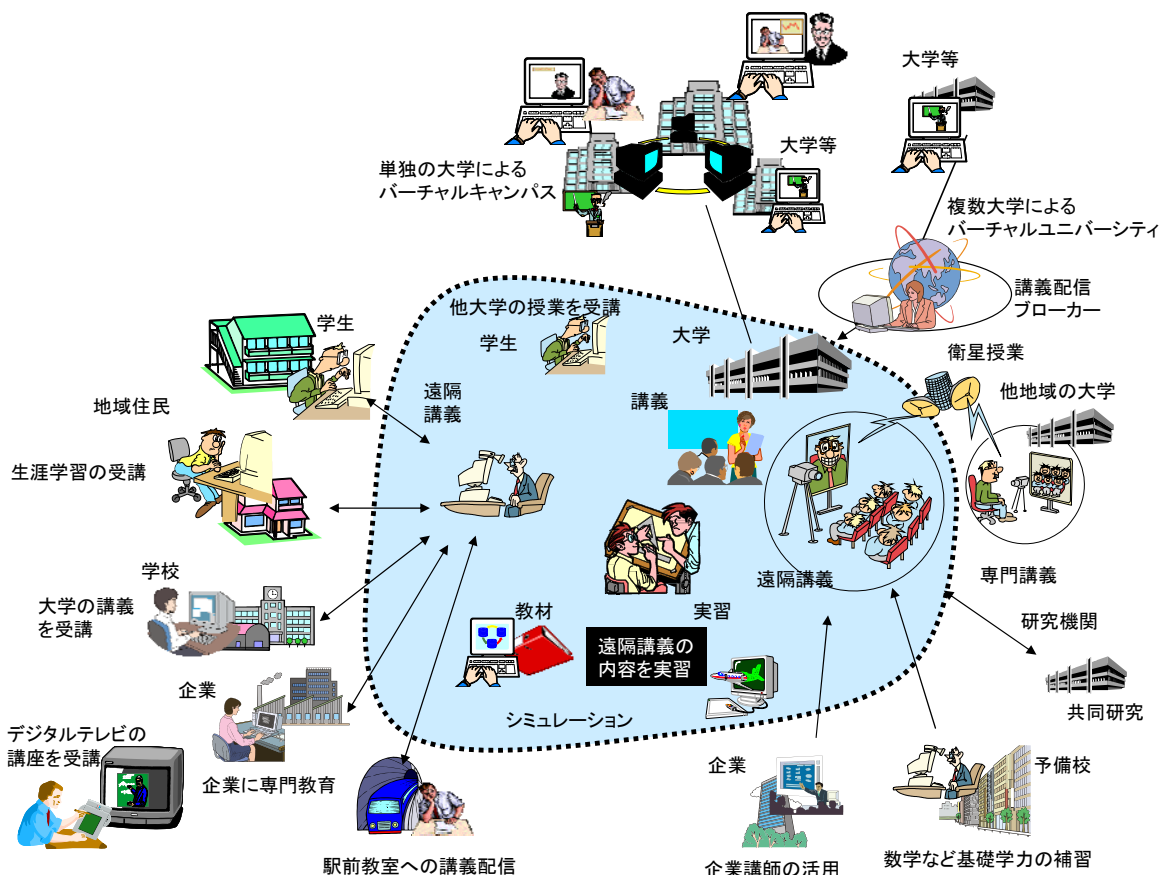 大学等
単独の大学による
バーチャルキャンパス
大学等
複数大学による
バーチャルユニバーシティ
講義配信
ブローカー
他大学の授業を受講
学生
学生
大学
衛星授業
地域住民
遠隔
講義
講義
他地域の大学
生涯学習の受講
遠隔講義
専門講義
学校
大学の講義
を受講
教材
実習
研究機関
遠隔講義の
内容を実習
企業
シミュレーション
共同研究
デジタルテレビの
講座を受講
企業に専門教育
企業
予備校
駅前教室への講義配信
企業講師の活用
数学など基礎学力の補習